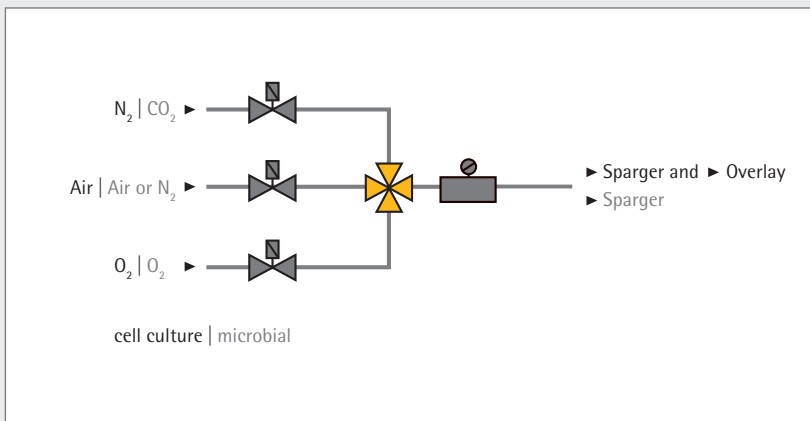 N₂ | CO₂ ►
Air | Air or N₂ ►
O₂ | O₂ ►
► Sparger and ► Overlay
► Sparger
cell culture | microbial